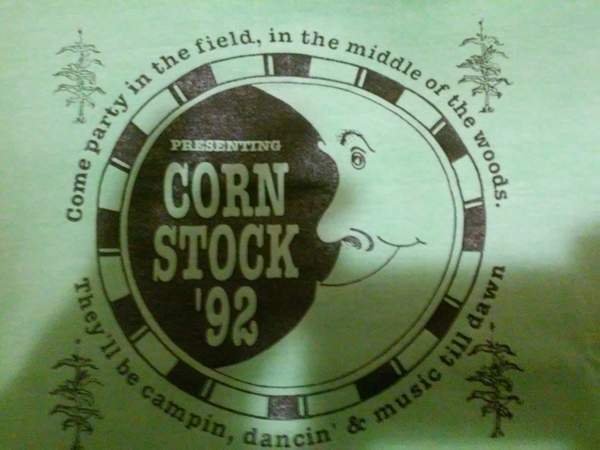 Come party in the field, in the middle of the woods.
PRESENTING
CORN
STOCK
'92
They'll be campin, dancin' & music till dawn